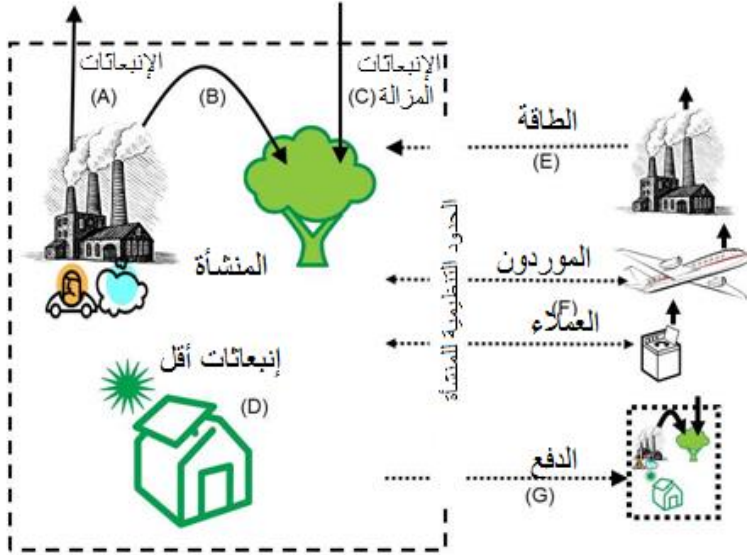 الإنبعاثات
(A)
(B)
الإنبعاثات
(C) المزالة
الطاقة
(E)
المنشأة
الحدود التنظيمية للمنشأة
الموردون
(F)
العملاء
إنبعاثات أقل
(D)
الدفع
(G)